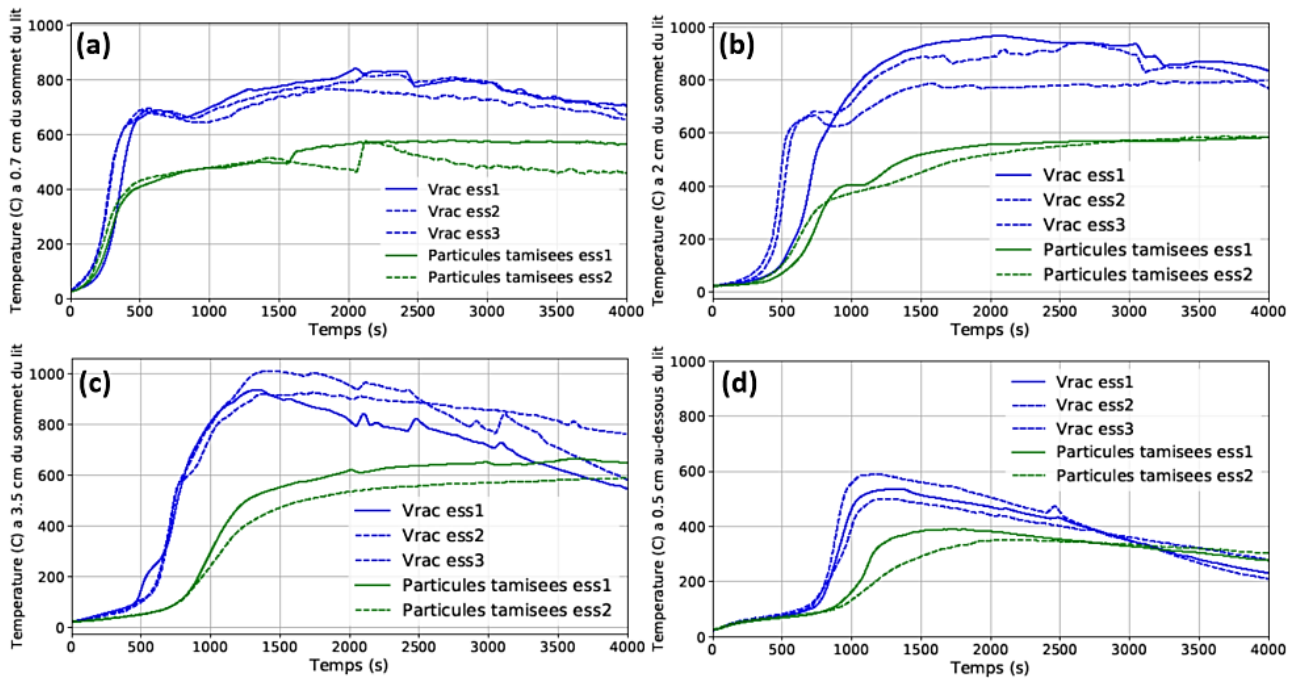 (a)
Temperature (C) a 0.7 cm du sommet du lit
1000
800
600
400
200
0
0 500 1000 1500 2000 2500 3000 3500 4000
Temps (s)
Vrac ess1
Vrac ess2
Vrac ess3
Particules tamisees ess1
Particules tamisees ess2
(b)
Temperature (C) a 2 cm du sommet du lit
1000
800
600
400
200
0
0 500 1000 1500 2000 2500 3000 3500 4000
Temps (s)
Vrac ess1
Vrac ess2
Vrac ess3
Particules tamisees ess1
Particules tamisees ess2
(c)
Temperature (C) a 3.5 cm du sommet du lit
1000
800
600
400
200
0
0 500 1000 1500 2000 2500 3000 3500 4000
Temps (s)
Vrac ess1
Vrac ess2
Vrac ess3
Particules tamisees ess1
Particules tamisees ess2
(d)
Temperature (C) a 0.5 cm au-dessous du lit
1000
800
600
400
200
0
0 500 1000 1500 2000 2500 3000 3500 4000
Temps (s)
Vrac ess1
Vrac ess2
Vrac ess3
Particules tamisees ess1
Particules tamisees ess2